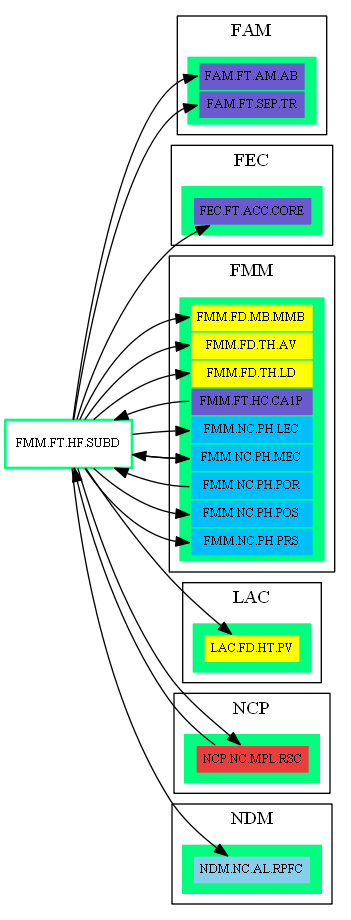 FAM
FAM.FT.AM.AB
FAM.FT.SEP.TR
FEC
FEC.FT.ACC.CORE
FMM
FMM.FD.MB.MMB
FMM.FD.TH.AV
FMM.FD.TH.LD
FMM.FT.HC.CA1P
FMM.FT.HF.SUBD
FMM.NC.PH.LEC
FMM.NC.PH.MEC
FMM.NC.PH.POR
FMM.NC.PH.POS
FMM.NC.PH.PRS
LAC
LAC.FD.HT.PV
NCP
NCP.NC.MPL.RSC
NDM
NDM.NC.AL.RPFC